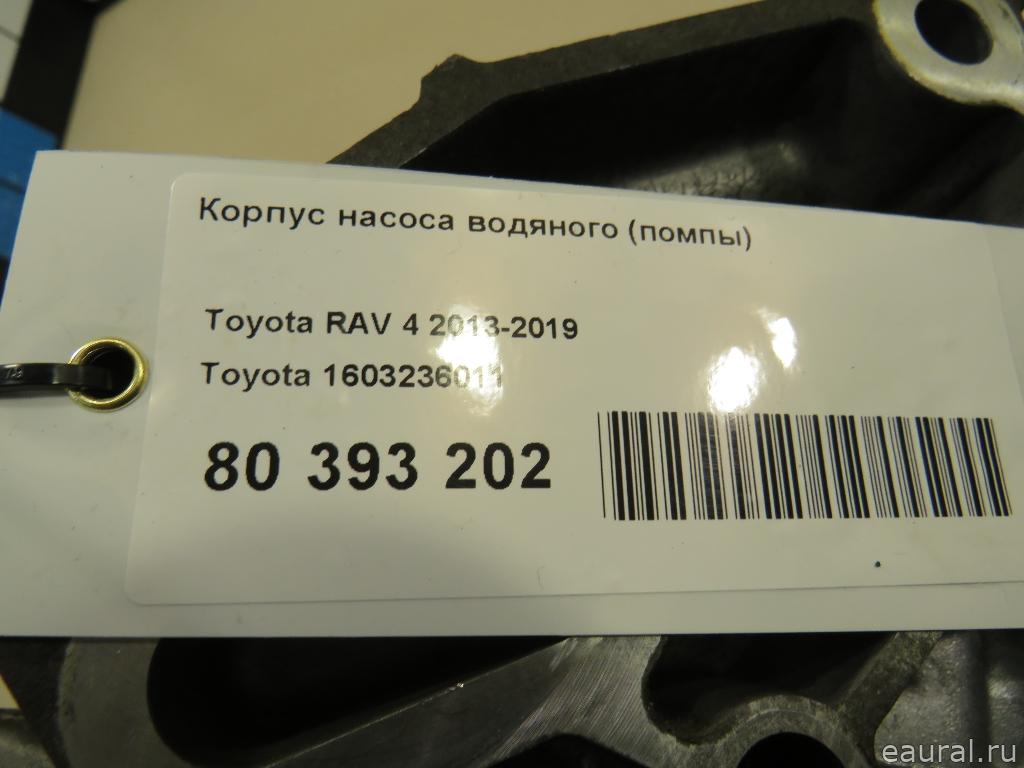 Корпус насоса водяного (помпы)
Toyota RAV 4 2013-2019
Toyota 1603236011
80 393 202
eaural.ru